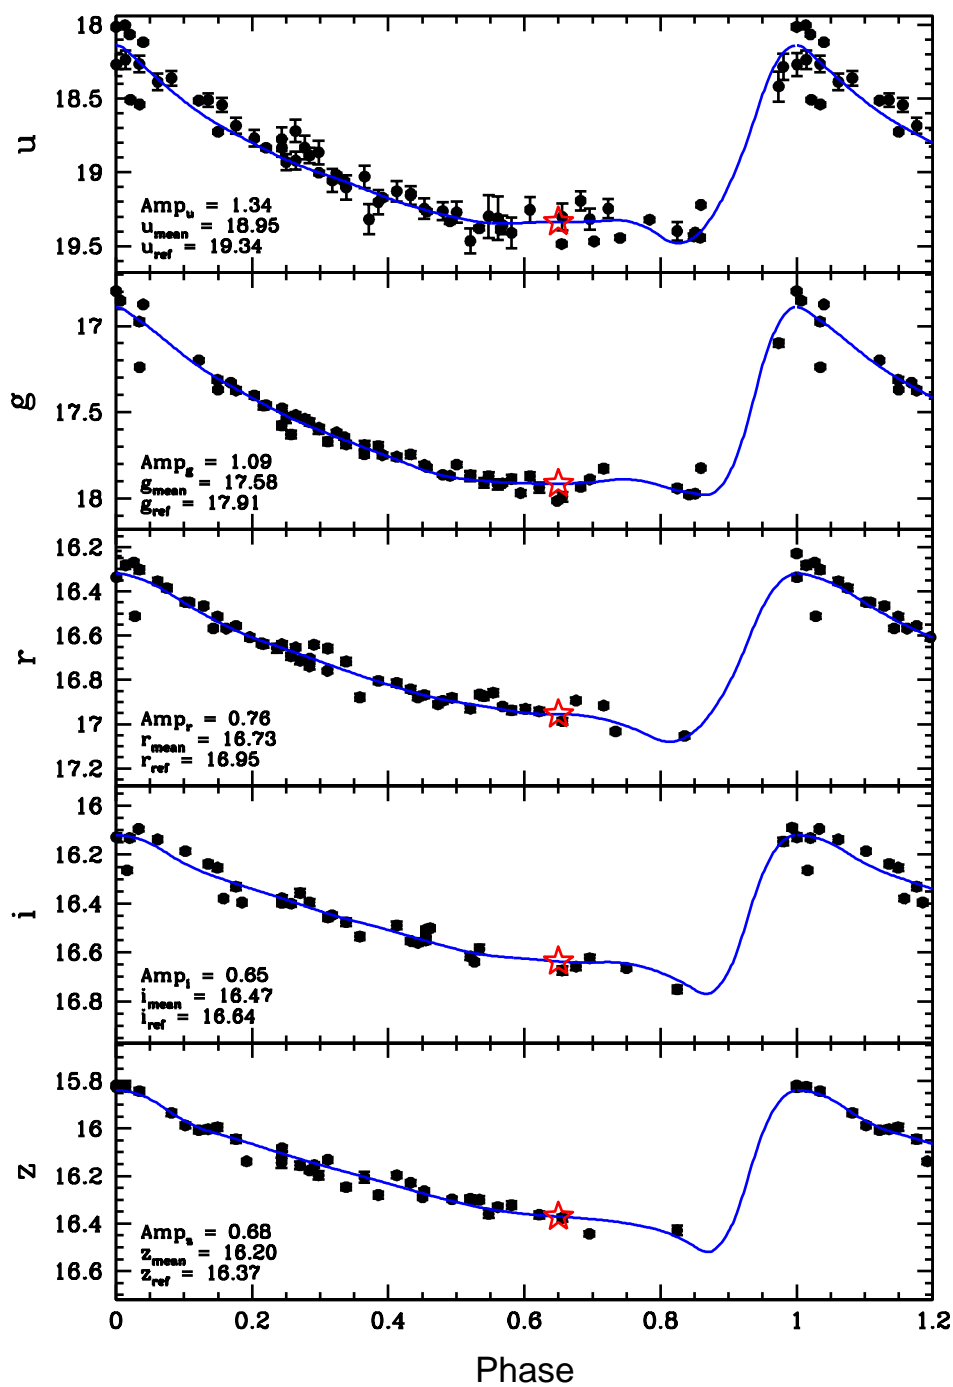 18
18.5
19
19.5
u
Amp_u = 1.34
u_mean = 18.95
u_ref = 19.34
17
17.5
18
g
Amp_g = 1.09
g_mean = 17.58
g_ref = 17.91
16.2
16.4
16.6
16.8
17
17.2
r
Amp_r = 0.76
r_mean = 16.73
r_ref = 16.95
16
16.2
16.4
16.6
16.8
i
Amp_i = 0.65
i_mean = 16.47
i_ref = 16.64
15.8
16
16.2
16.4
16.6
z
Amp_z = 0.68
z_mean = 16.20
z_ref = 16.37
0 0.2 0.4 0.6 0.8 1 1.2
Phase